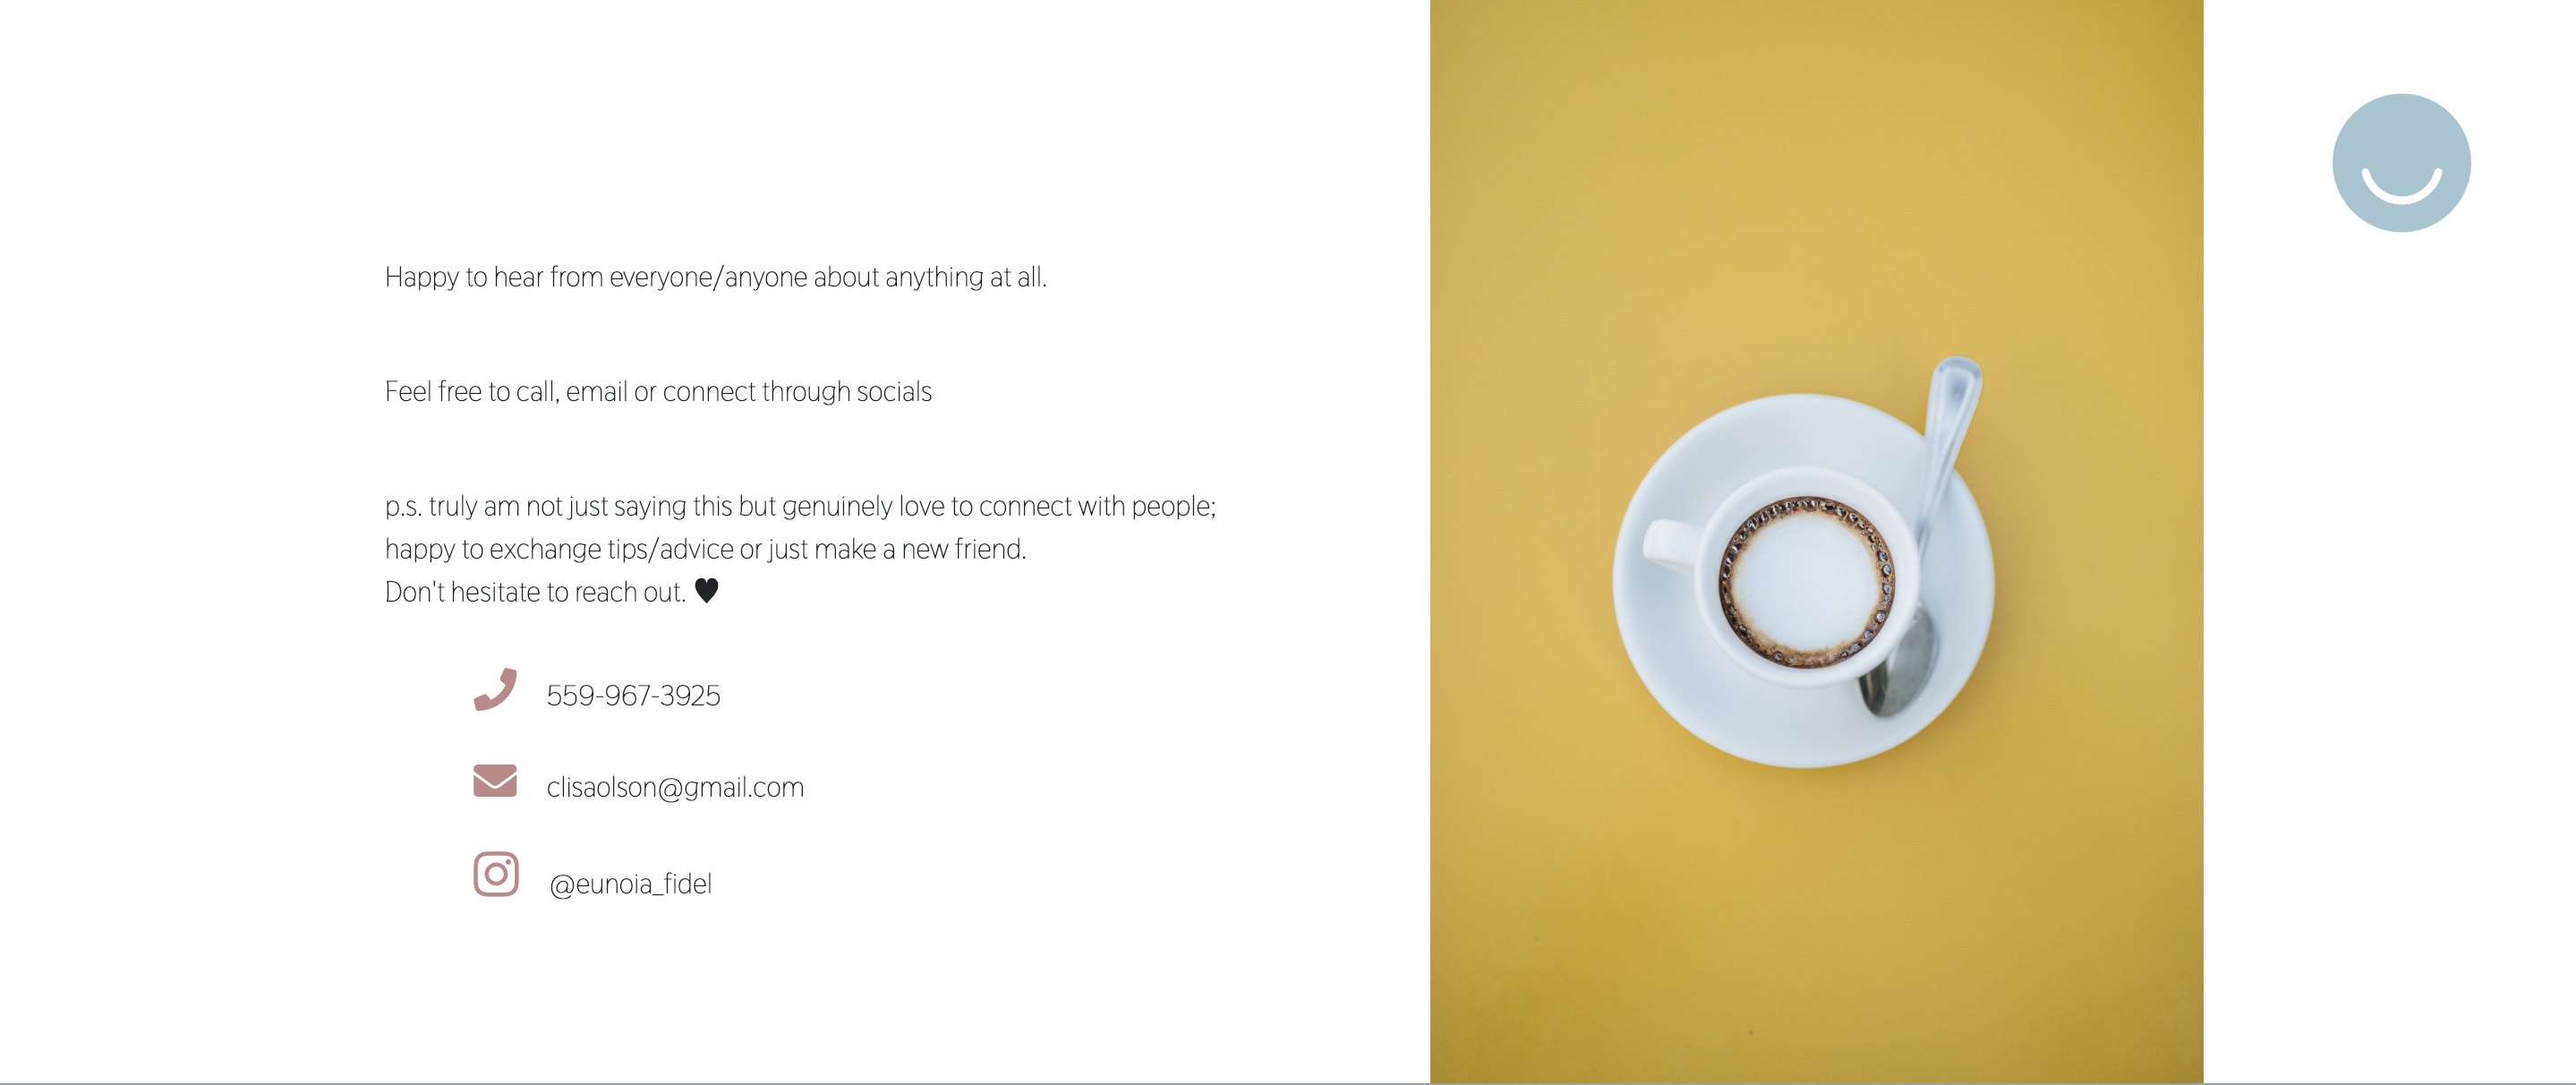 Happy to hear from everyone/anyone about anything at all.
Feel free to call, email or connect through socials
p.s. truly am not just saying this but genuinely love to connect with people;
happy to exchange tips/advice or just make a new friend.
Don't hesitate to reach out. ♥
559-967-3925
clisaolson@gmail.com
@eunoia_fidel